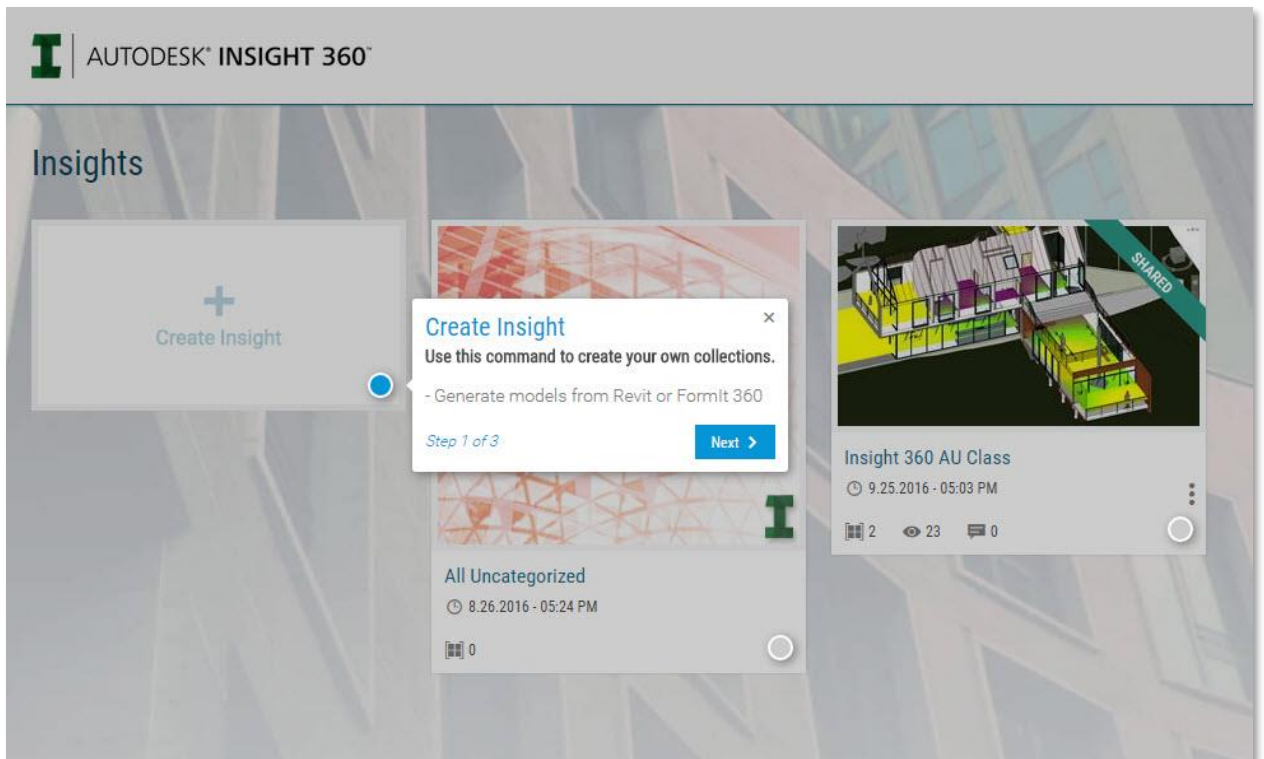 AUTODESK® INSIGHT 360™
Insights
Create Insight
SHARED
Create Insight
Use this command to create your own collections.
- Generate models from Revit or FormIt 360
Step 1 of 3
Next
All Uncategorized
8.26.2016 - 05:24 PM
0
Insight 360 AU Class
9.25.2016 - 05:03 PM
2 23 0